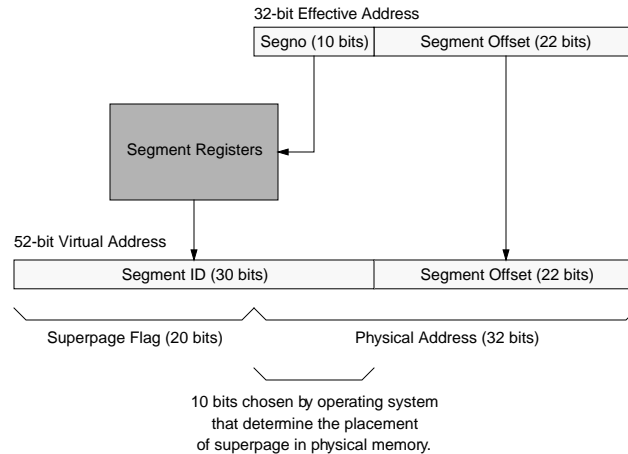 32-bit Effective Address
Segno (10 bits) Segment Offset (22 bits)
Segment Registers
52-bit Virtual Address
Segment ID (30 bits) Segment Offset (22 bits)
Superpage Flag (20 bits) Physical Address (32 bits)
10 bits chosen by operating system
that determine the placement
of superpage in physical memory.